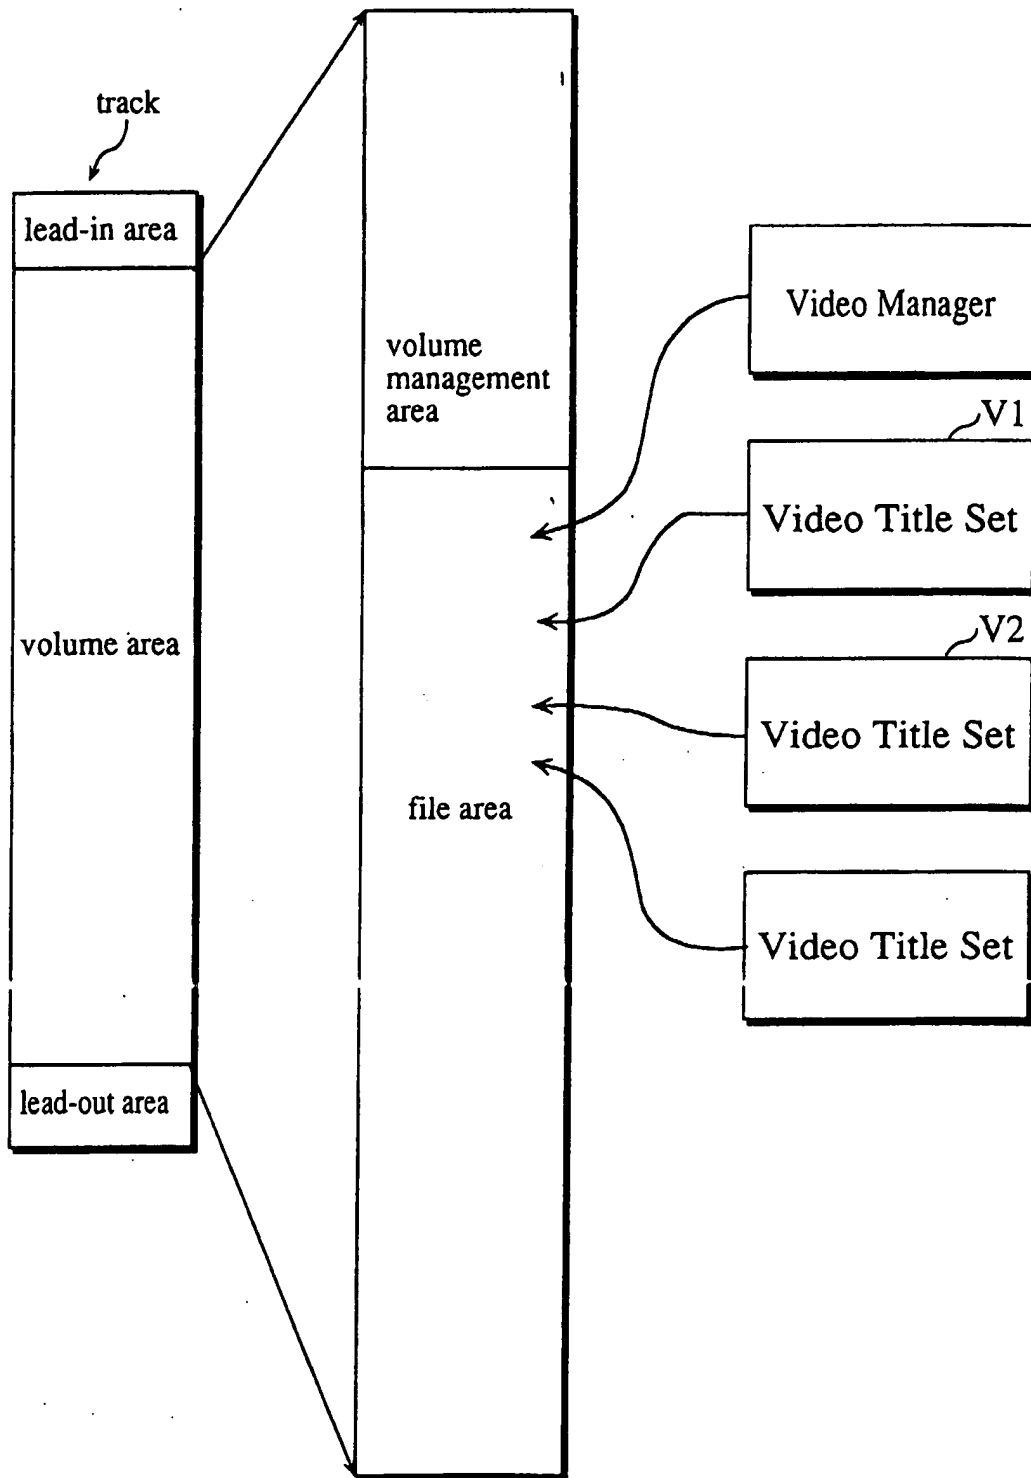 track
lead-in area
volume area
lead-out area
volume
management
area
file area
Video Manager
V1
Video Title Set
V2
Video Title Set
Video Title Set